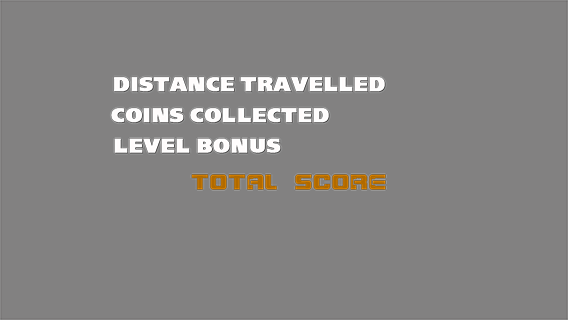 DISTANCE TRAVELLED
COINS COLLECTED
LEVEL BONUS
TOTAL SCORE